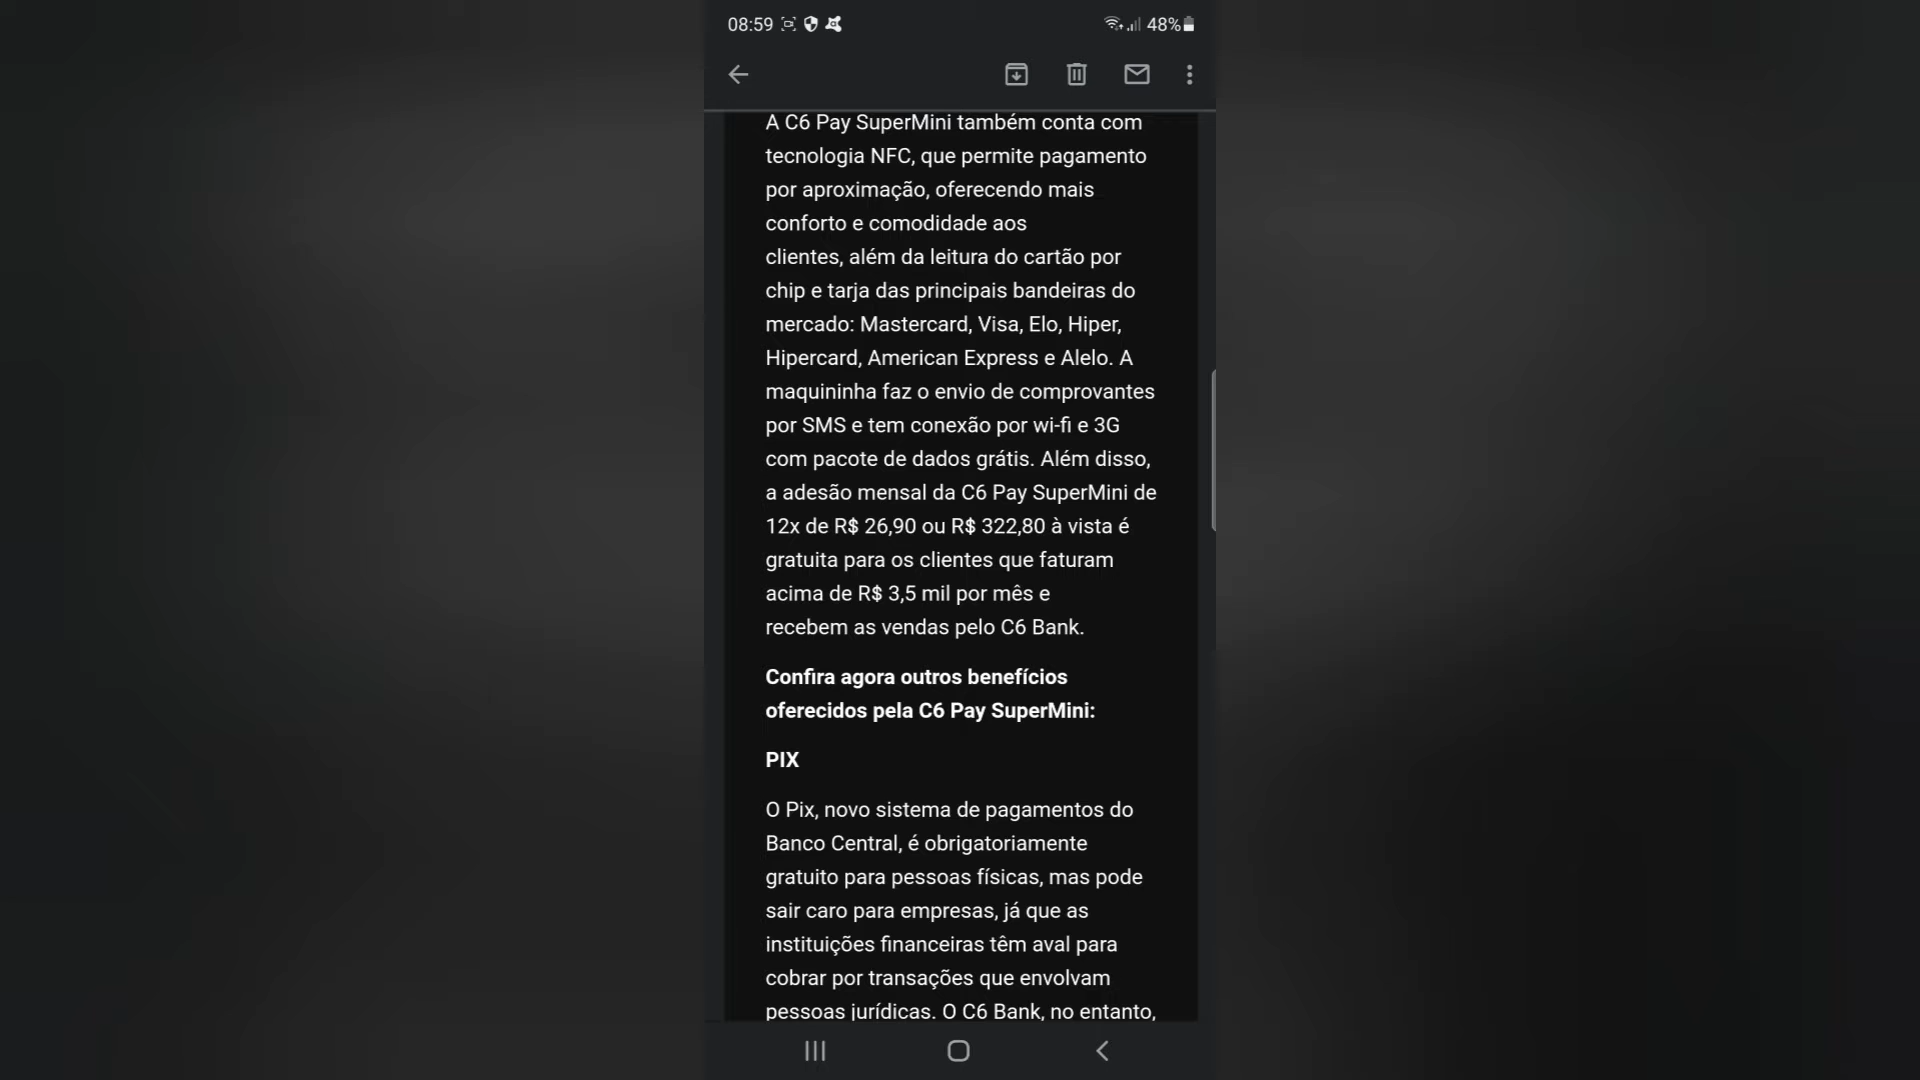 08:59
48%
A C6 Pay SuperMini também conta com
tecnologia NFC, que permite pagamento
por aproximação, oferecendo mais
conforto e comodidade aos
clientes, além da leitura do cartão por
chip e tarja das principais bandeiras do
mercado: Mastercard, Visa, Elo, Hiper,
Hipercard, American Express e Alelo. A
maquininha faz o envio de comprovantes
por SMS e tem conexão por wi-fi e 3G
com pacote de dados grátis. Além disso,
a adesão mensal da C6 Pay SuperMini de
12x de R$ 26,90 ou R$ 322,80 à vista é
gratuita para os clientes que faturam
acima de R$ 3,5 mil por mês e
recebem as vendas pelo C6 Bank.
Confira agora outros benefícios
oferecidos pela C6 Pay SuperMini:
PIX
O Pix, novo sistema de pagamentos do
Banco Central, é obrigatoriamente
gratuito para pessoas físicas, mas pode
sair caro para empresas, já que as
instituições financeiras têm aval para
cobrar por transações que envolvam
pessoas jurídicas. O C6 Bank, no entanto,